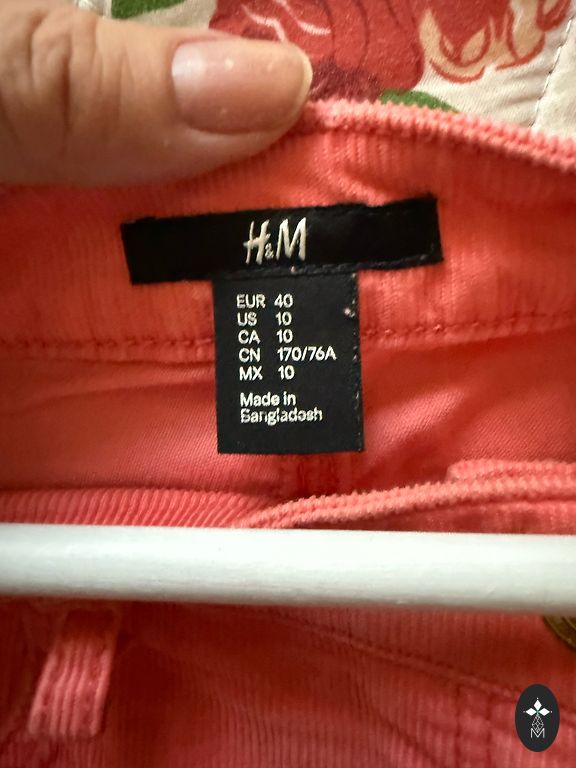 H&M
EUR 40
US 10
CA 10
CN 170/76A
MX 10
Made in
Bangladesh
M